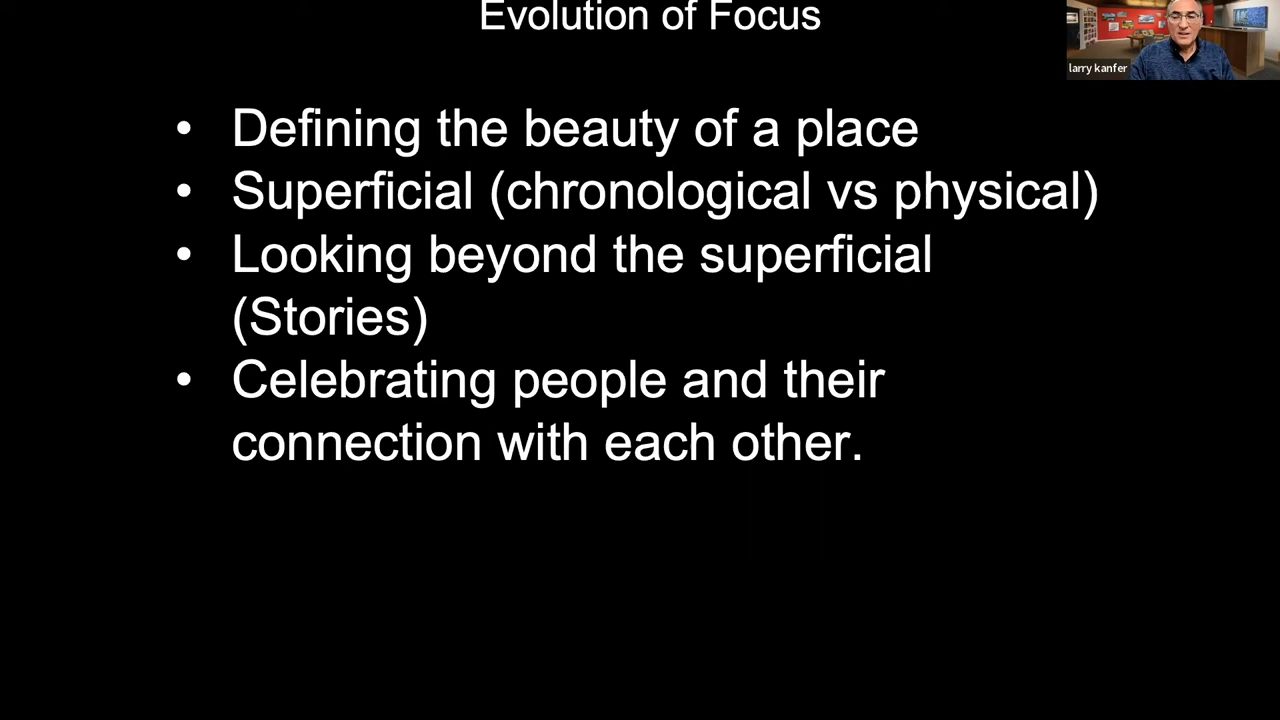 Evolution of Focus
larry kanfer
• Defining the beauty of a place
• Superficial (chronological vs physical)
• Looking beyond the superficial
(Stories)
• Celebrating people and their
connection with each other.